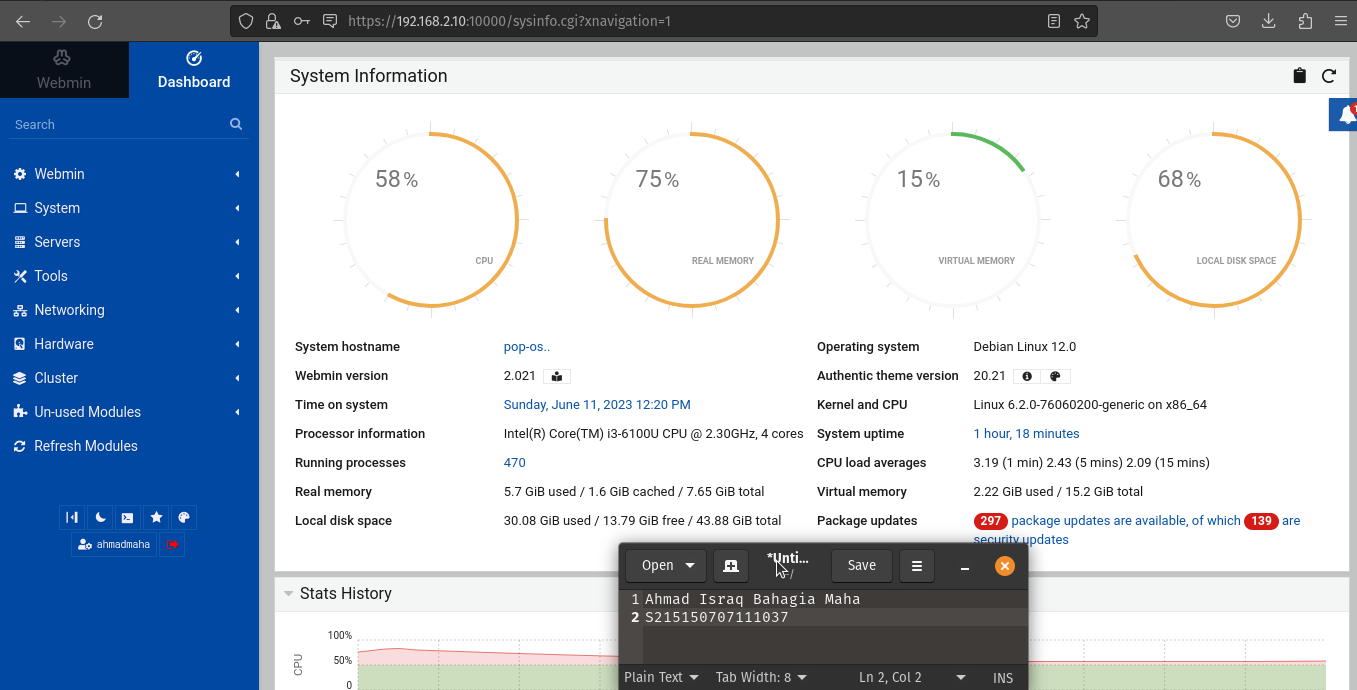 https://192.168.2.10:10000/sysinfo.cgi?xnavigation=1
Webmin
Dashboard
Search
Webmin
System
Servers
Tools
Networking
Hardware
Cluster
Un-used Modules
Refresh Modules
ahmadmaha
System Information
58%
CPU
75%
REAL MEMORY
15%
VIRTUAL MEMORY
68%
LOCAL DISK SPACE
System hostname pop-os..
Operating system Debian Linux 12.0
Webmin version 2.021
Authentic theme version 20.21
Time on system Sunday, June 11, 2023 12:20 PM
Kernel and CPU Linux 6.2.0-76060200-generic on x86_64
Processor information Intel(R) Core(TM) i3-6100U CPU @ 2.30GHz, 4 cores
System uptime 1 hour, 18 minutes
Running processes 470
CPU load averages 3.19 (1 min) 2.43 (5 mins) 2.09 (15 mins)
Real memory 5.7 GiB used / 1.6 GiB cached / 7.65 GiB total
Virtual memory 2.22 GiB used / 15.2 GiB total
Local disk space 30.08 GiB used / 13.79 GiB free / 43.88 GiB total
Package updates 297 package updates are available, of which 139 are
security updates
Stats History
100%
50%
0
CPU
Open
*Unti...
Save
1 Ahmad Israq Bahagia Maha
2 S215150707111037
Plain Text Tab Width: 8 Ln 2, Col 2 INS